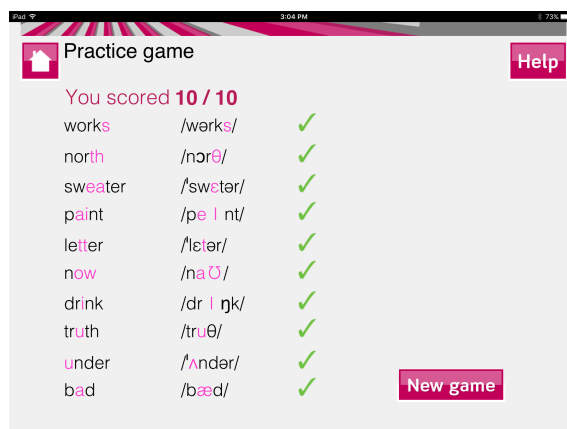 iPad 3:04 PM 73%
Practice game
Help
You scored 10 / 10
works /wərks/ ✓
north /nɔrθ/ ✓
sweater /ˈswɛtər/ ✓
paint /peɪnt/ ✓
letter /ˈlɛtər/ ✓
now /naʊ/ ✓
drink /drɪŋk/ ✓
truth /truθ/ ✓
under /ˈʌndər/ ✓
bad /bæd/ ✓
New game